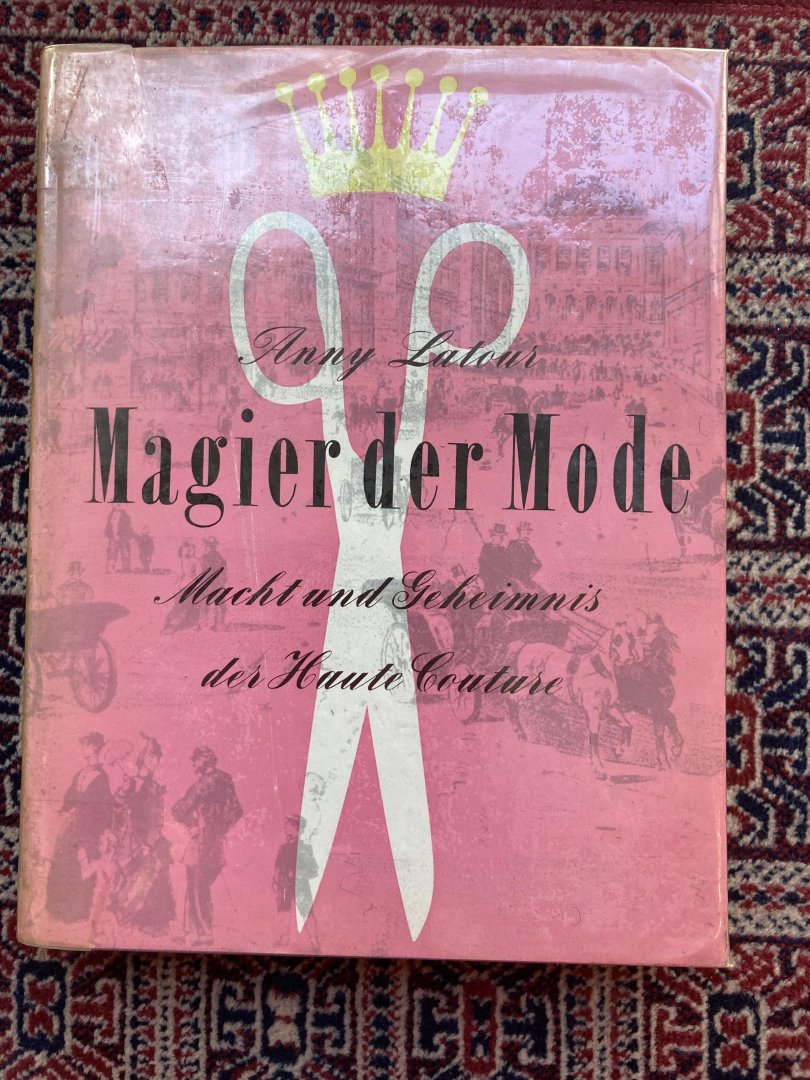 Anny Latour
Magier der Mode
Macht und Geheimnis
der Haute Couture